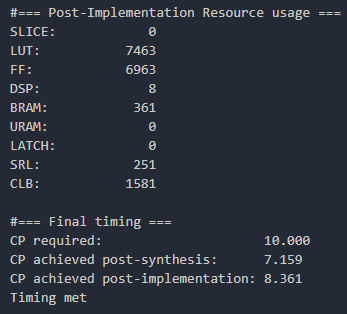 #=== Post-Implementation Resource usage ===
SLICE: 0
LUT: 7463
FF: 6963
DSP: 8
BRAM: 361
URAM: 0
LATCH: 0
SRL: 251
CLB: 1581
#=== Final timing ===
CP required: 10.000
CP achieved post-synthesis: 7.159
CP achieved post-implementation: 8.361
Timing met